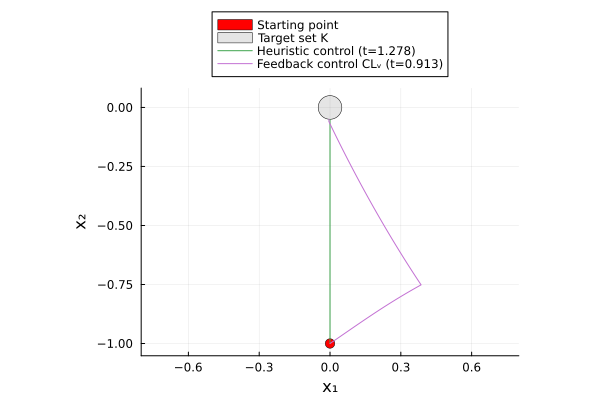 Starting point
Target set K
Heuristic control (t=1.278)
Feedback control CLᵥ (t=0.913)
0.00
−0.25
−0.50
−0.75
−1.00
x₂
−0.6 −0.3 0.0 0.3 0.6
x₁